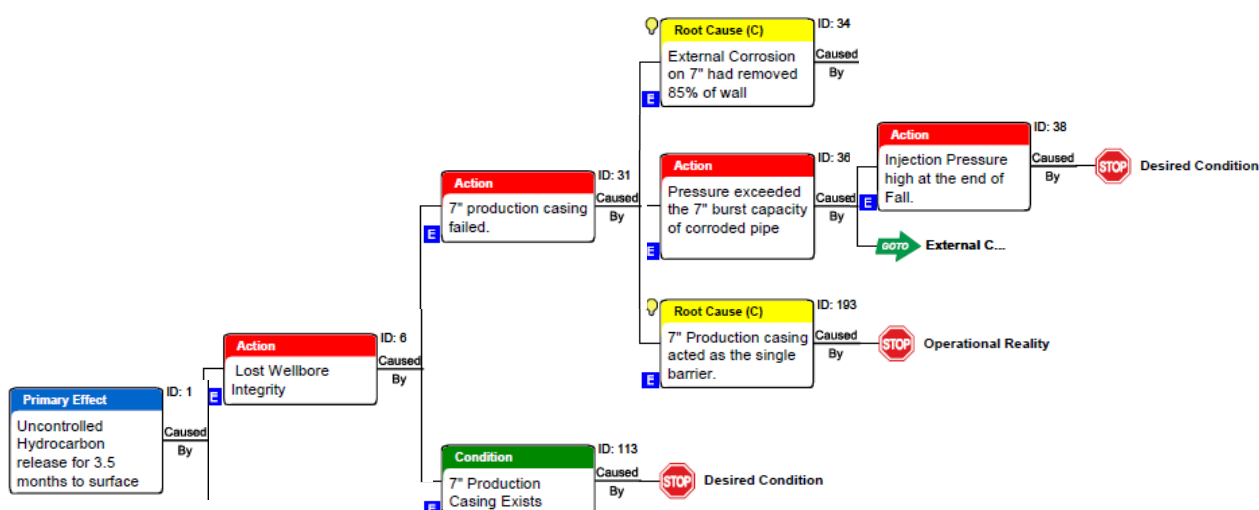 Root Cause (C)
ID: 34
External Corrosion
on 7" had removed
85% of wall
Caused
By
E
Action
ID: 38
Injection Pressure
high at the end of
Fall.
Caused
By
E
STOP
Desired Condition
Action
ID: 36
Pressure exceeded
the 7" burst capacity
of corroded pipe
Caused
By
E
GOTO
External C...
Action
ID: 31
7" production casing
failed.
Caused
By
E
Root Cause (C)
ID: 193
7" Production casing
acted as the single
barrier.
Caused
By
E
STOP
Operational Reality
Action
ID: 6
Lost Wellbore
Integrity
Caused
By
E
Primary Effect
ID: 1
Uncontrolled
Hydrocarbon
release for 3.5
months to surface
Caused
By
Condition
ID: 113
7" Production
Casing Exists
Caused
By
E
STOP
Desired Condition